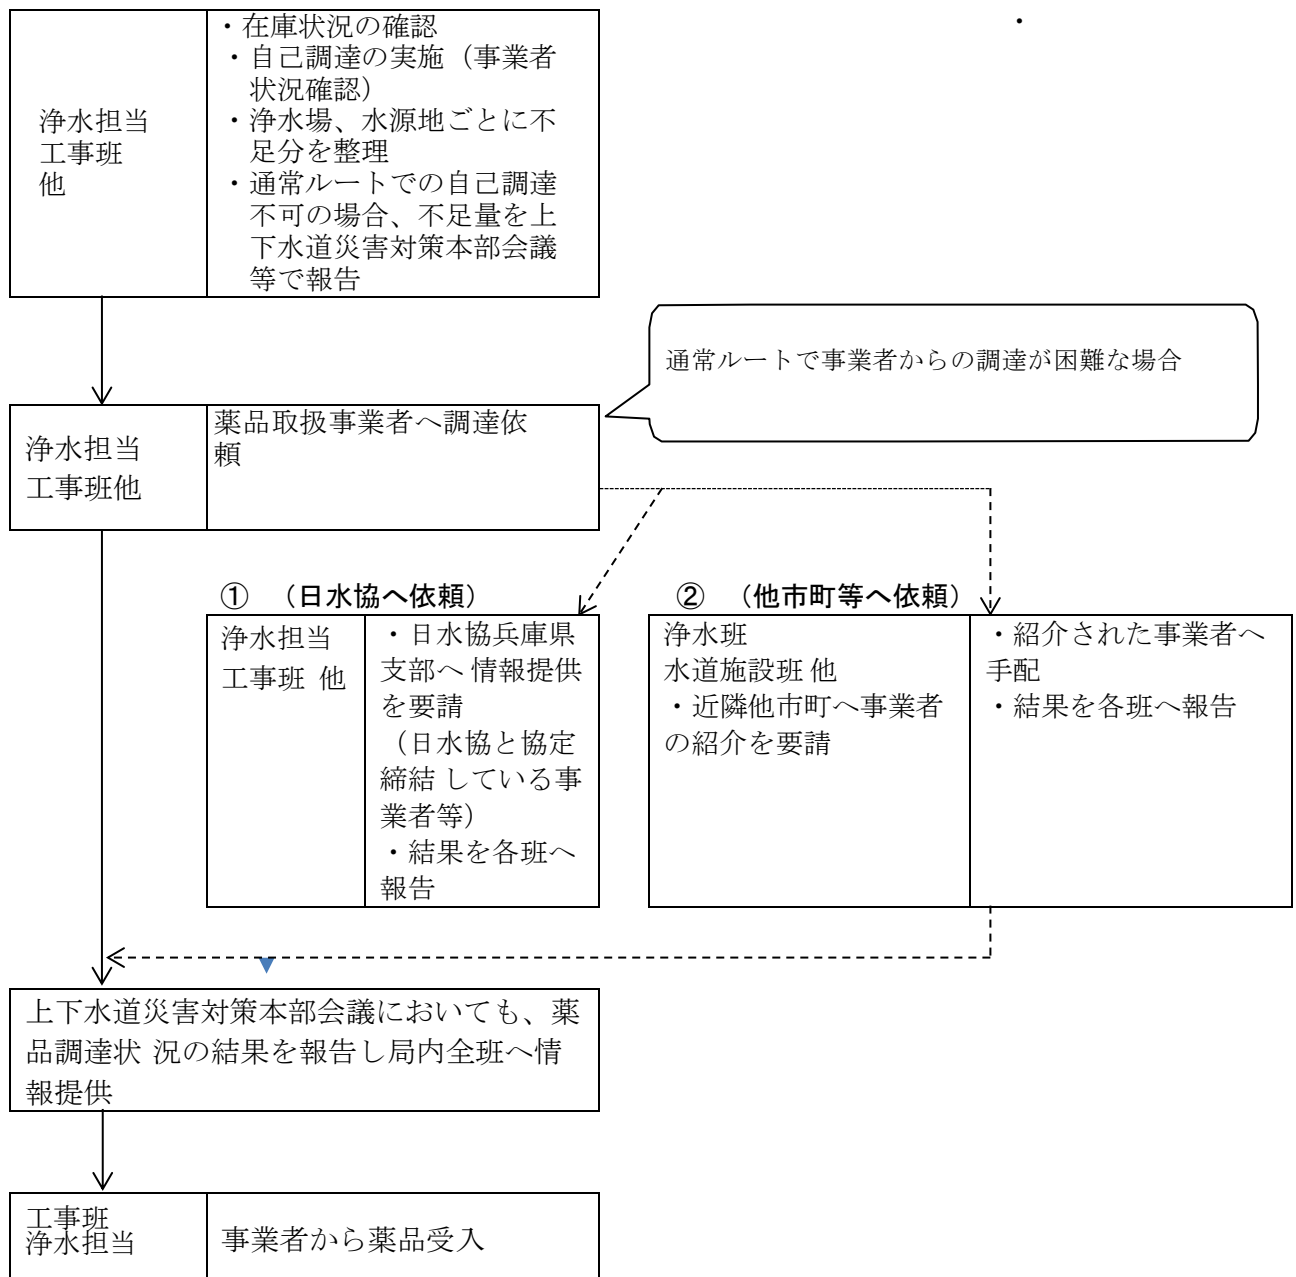 浄水担当
工事班
他
・在庫状況の確認
・自己調達の実施（事業者
状況確認）
・浄水場、水源地ごとに不
足分を整理
・通常ルートでの自己調達
不可の場合、不足量を上
下水道災害対策本部会議
等で報告
・
通常ルートで事業者からの調達が困難な場合
浄水担当
工事班他
薬品取扱事業者へ調達依
頼
① （日水協へ依頼）
浄水担当
工事班 他
・日水協兵庫県
支部へ 情報提供
を要請
（日水協と協定
締結 している事
業者等）
・結果を各班へ
報告
② （他市町等へ依頼）
浄水班
水道施設班 他
・近隣他市町へ事業者
の紹介を要請
・紹介された事業者へ
手配
・結果を各班へ報告
上下水道災害対策本部会議においても、薬
品調達状 況の結果を報告し局内全班へ情
報提供
工事班
浄水担当
事業者から薬品受入